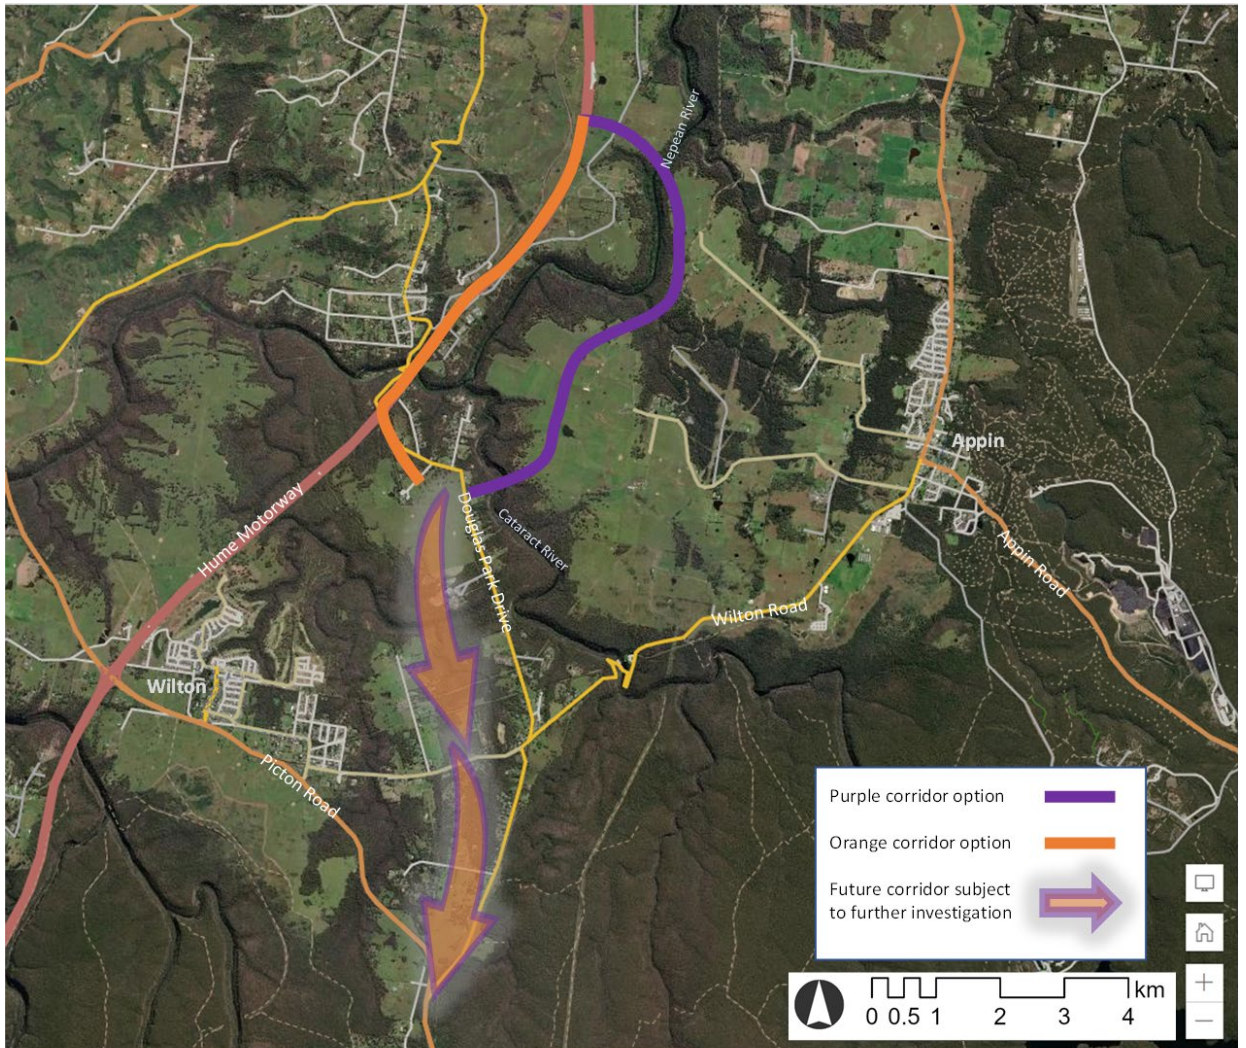 Nepean River
Appin
Hume Motorway
Douglas Park Drive
Cataract River
Appin Road
Wilton Road
Wilton
Picton Road
Purple corridor option
Orange corridor option
Future corridor subject
to further investigation
km
0 0.5 1 2 3 4